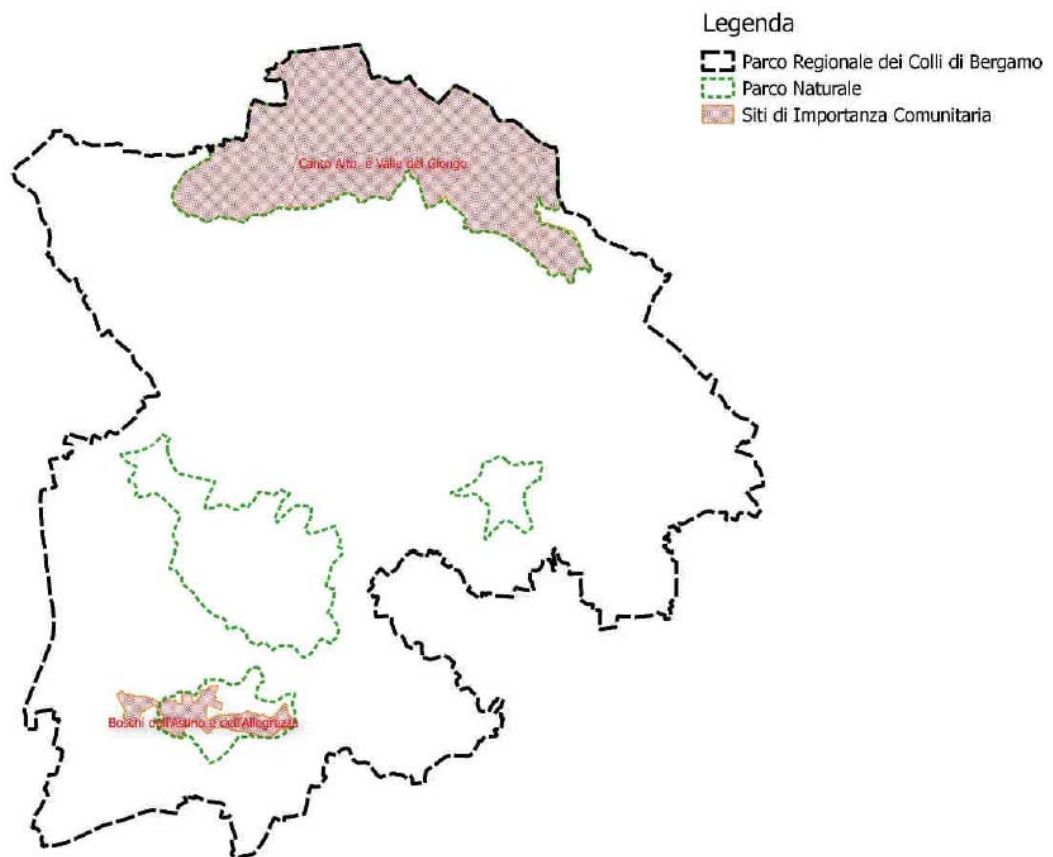 Legenda
Parco Regionale dei Colli di Bergamo
Parco Naturale
Siti di Importanza Comunitaria
Canto Alto e Valle del Giongo
Boschi dell'Astino e dell'Allegrezza